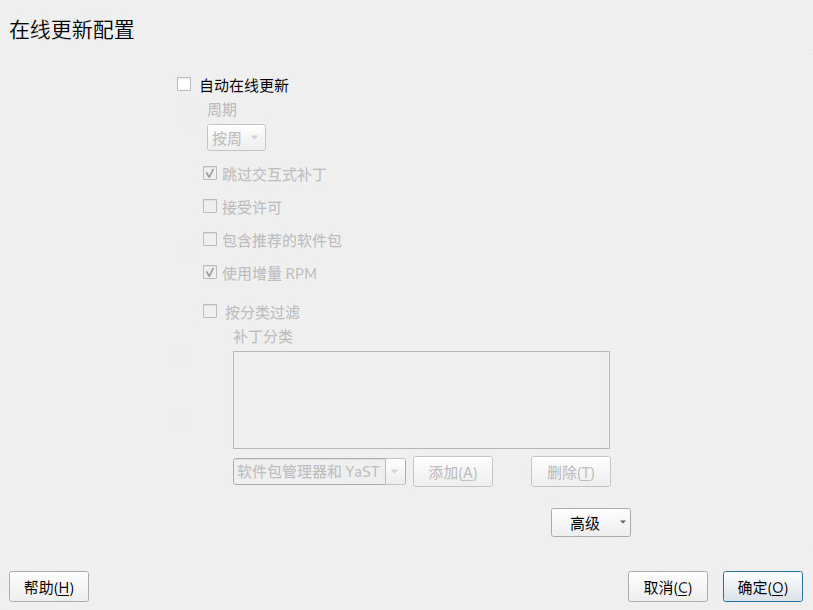 在线更新配置
自动在线更新
周期
按周
跳过交互式补丁
接受许可
包含推荐的软件包
使用增量 RPM
按分类过滤
补丁分类
软件包管理器和 YaST 添加(A) 删除(T)
高级
帮助(H) 取消(C) 确定(O)